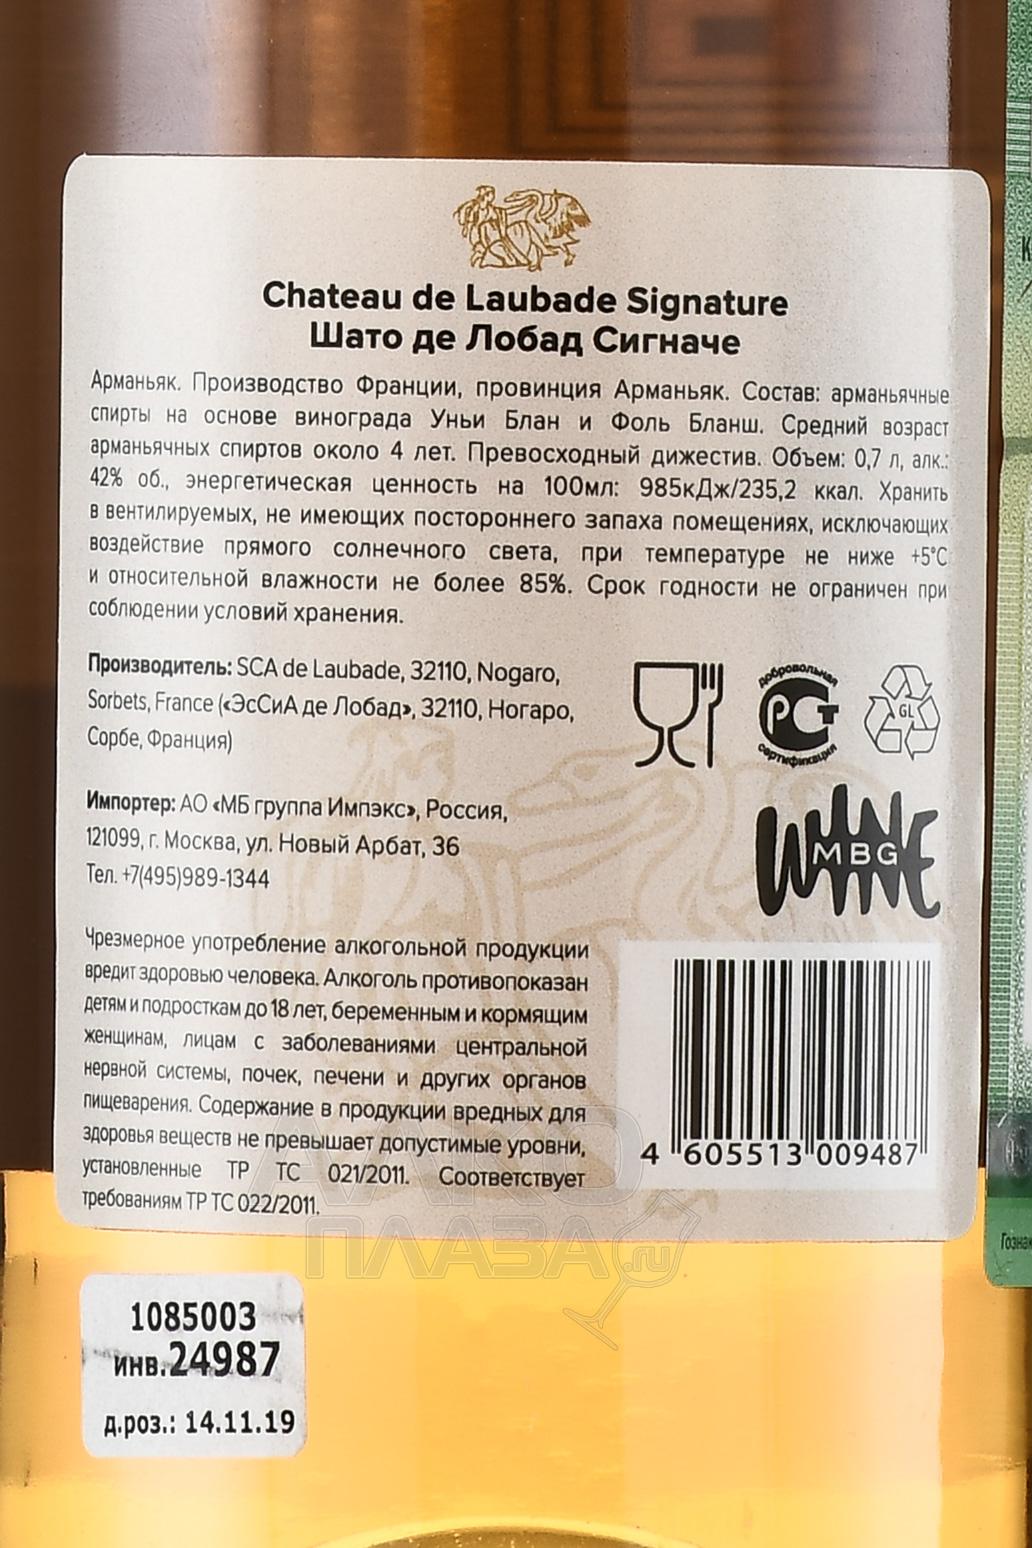 Chateau de Laubade Signature
Шато де Лобад Сигначе
Арманьяк. Производство Франции, провинция Арманьяк. Состав: арманьячные
спирты на основе винограда Уньи Блан и Фоль Бланш. Средний возраст
арманьячных спиртов около 4 лет. Превосходный дижестив. Объем: 0,7 л, алк.:
42% об., энергетическая ценность на 100мл: 985кДж/235,2 ккал. Хранить
в вентилируемых, не имеющих постороннего запаха помещениях, исключающих
воздействие прямого солнечного света, при температуре не ниже +5°C
и относительной влажности не более 85%. Срок годности не ограничен при
соблюдении условий хранения.
Производитель: SCA de Laubade, 32110, Nogaro,
Sorbets, France («ЭсСиА де Лобад», 32110, Ногаро,
Сорбе, Франция)
добровольная
РСТ
сертификация
GL
Импортер: АО «МБ группа Импэкс», Россия,
121099, г. Москва, ул. Новый Арбат, 36
Тел. +7(495)989-1344
WINE
MBG
Чрезмерное употребление алкогольной продукции
вредит здоровью человека. Алкоголь противопоказан
детям и подросткам до 18 лет, беременным и кормящим
женщинам, лицам с заболеваниями центральной
нервной системы, почек, печени и других органов
пищеварения. Содержание в продукции вредных для
здоровья веществ не превышает допустимые уровни,
установленные ТР ТС 021/2011. Соответствует
требованиям ТР ТС 022/2011.
4 605513 009487
АЛКО
ПЛАЗА.ru
Гознак
1085003
инв.24987
д.роз.: 14.11.19